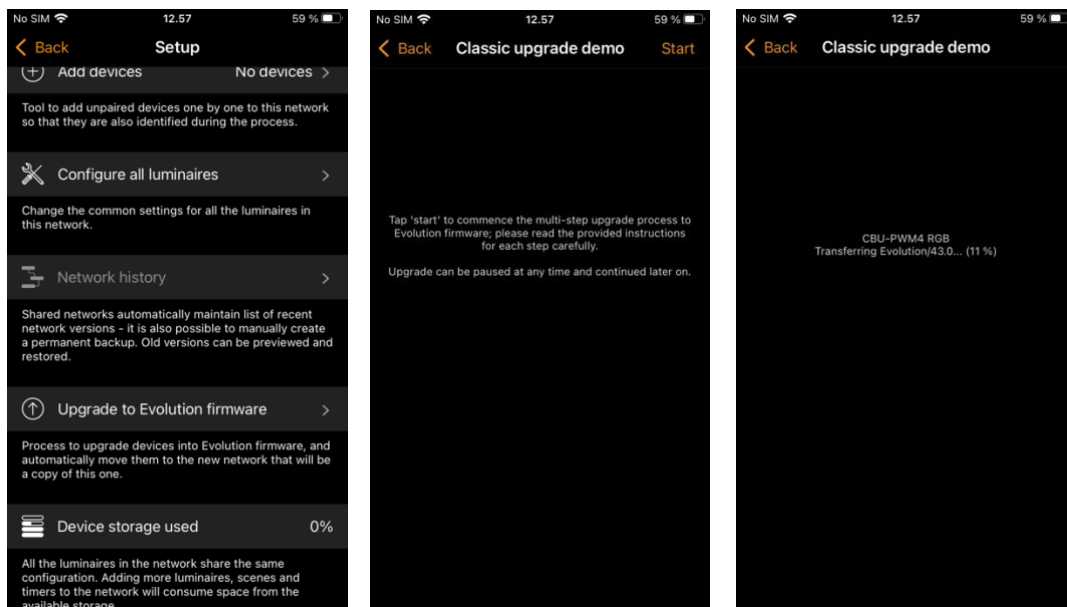 No SIM 12.57 59 %
Back Setup
Add devices No devices >
Tool to add unpaired devices one by one to this network
so that they are also identified during the process.
Configure all luminaires >
Change the common settings for all the luminaires in
this network.
Network history >
Shared networks automatically maintain list of recent
network versions - it is also possible to manually create
a permanent backup. Old versions can be previewed and
restored.
Upgrade to Evolution firmware >
Process to upgrade devices into Evolution firmware, and
automatically move them to the new network that will be
a copy of this one.
Device storage used 0%
All the luminaires in the network share the same
configuration. Adding more luminaires, scenes and
timers to the network will consume space from the
available storage.
No SIM 12.57 59 %
Back Classic upgrade demo Start
Tap 'start' to commence the multi-step upgrade process to
Evolution firmware; please read the provided instructions
for each step carefully.
Upgrade can be paused at any time and continued later on.
No SIM 12.57 59 %
Back Classic upgrade demo
CBU-PWM4 RGB
Transferring Evolution/43.0... (11 %)